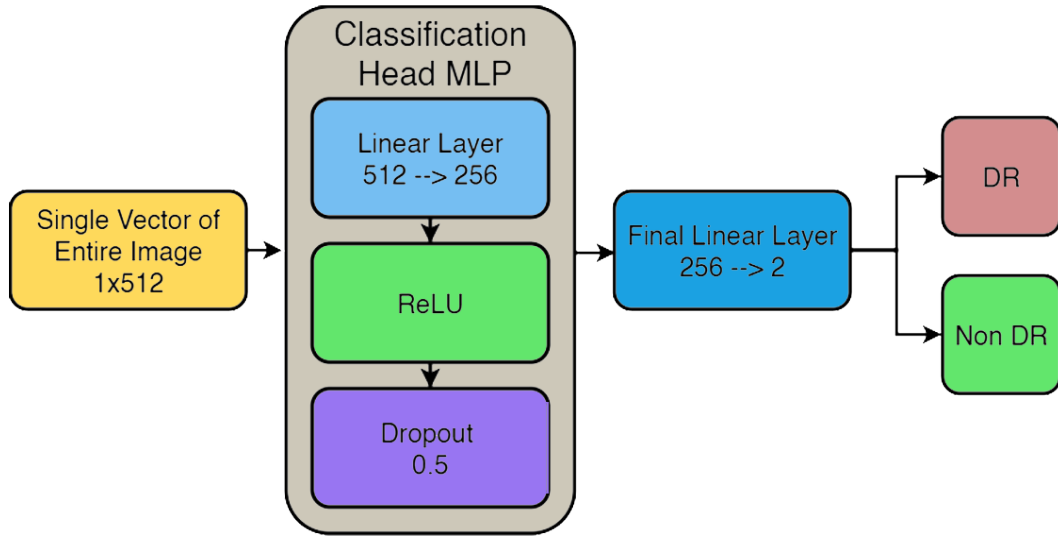 Single Vector of
Entire Image
1x512
Classification
Head MLP
Linear Layer
512 --> 256
ReLU
Dropout
0.5
Final Linear Layer
256 --> 2
DR
Non DR